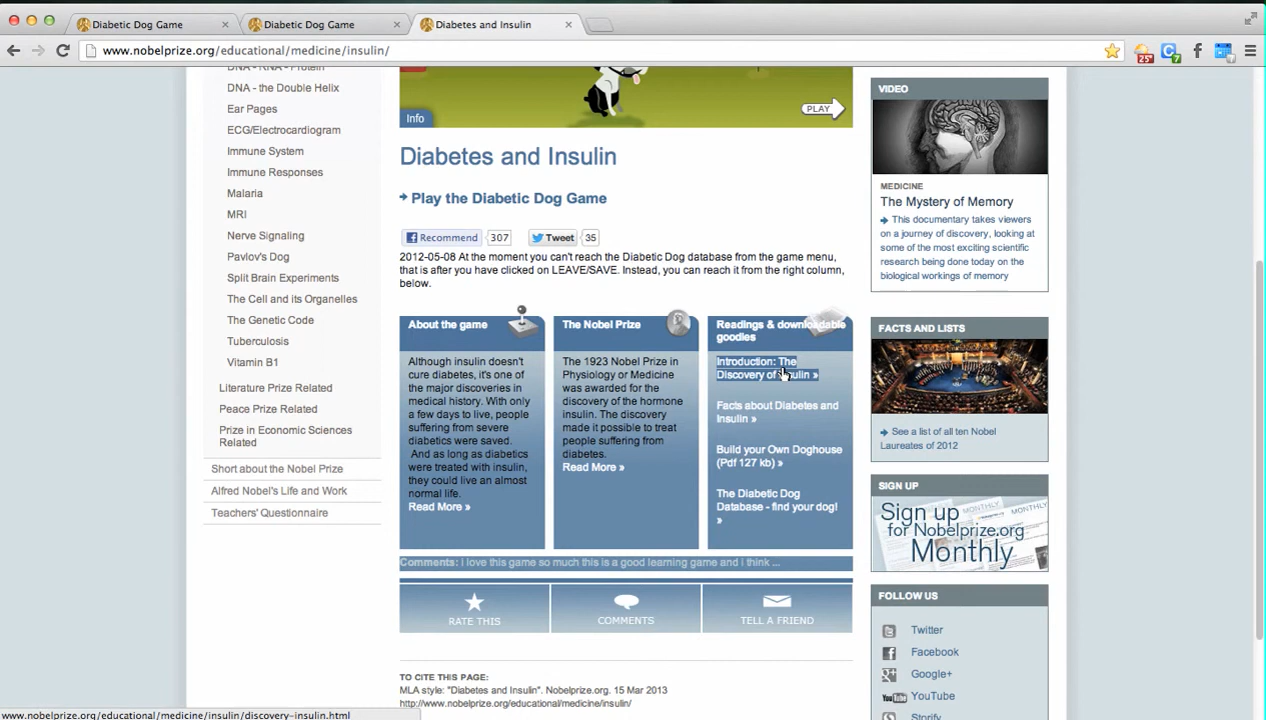 Diabetic Dog Game
Diabetic Dog Game
Diabetes and Insulin
www.nobelprize.org/educational/medicine/insulin/
25°
7
DNA - RNA - Protein
DNA - the Double Helix
Ear Pages
ECG/Electrocardiogram
Immune System
Immune Responses
Malaria
MRI
Nerve Signaling
Pavlov's Dog
Split Brain Experiments
The Cell and its Organelles
The Genetic Code
Tuberculosis
Vitamin B1
Literature Prize Related
Peace Prize Related
Prize in Economic Sciences
Related
Short about the Nobel Prize
Alfred Nobel's Life and Work
Teachers' Questionnaire
Info
PLAY
Diabetes and Insulin
Play the Diabetic Dog Game
Recommend 307 Tweet 35
2012-05-08 At the moment you can't reach the Diabetic Dog database from the game menu,
that is after you have clicked on LEAVE/SAVE. Instead, you can reach it from the right column,
below.
About the game
Although insulin doesn't
cure diabetes, it's one of
the major discoveries in
medical history. With only
a few days to live, people
suffering from severe
diabetics were saved.
And as long as diabetics
were treated with insulin,
they could live an almost
normal life.
Read More »
The Nobel Prize
The 1923 Nobel Prize in
Physiology or Medicine
was awarded for the
discovery of the hormone
insulin. The discovery
made it possible to treat
people suffering from
diabetes.
Read More »
Readings & downloadable
goodies
Introduction: The
Discovery of Insulin »
Facts about Diabetes and
Insulin »
Build your Own Doghouse
(Pdf 127 kb) »
The Diabetic Dog
Database - find your dog!
»
Comments: i love this game so much this is a good learning game and i think ...
RATE THIS
COMMENTS
TELL A FRIEND
TO CITE THIS PAGE:
MLA style: "Diabetes and Insulin". Nobelprize.org. 15 Mar 2013
http://www.nobelprize.org/educational/medicine/insulin/
VIDEO
MEDICINE
The Mystery of Memory
This documentary takes viewers
on a journey of discovery, looking at
some of the most exciting scientific
research being done today on the
biological workings of memory
FACTS AND LISTS
See a list of all ten Nobel
Laureates of 2012
SIGN UP
Sign up
for Nobelprize.org
Monthly
MONTHLY
FOLLOW US
Twitter
Facebook
Google+
YouTube
Storify
www.nobelprize.org/educational/medicine/insulin/discovery-insulin.html